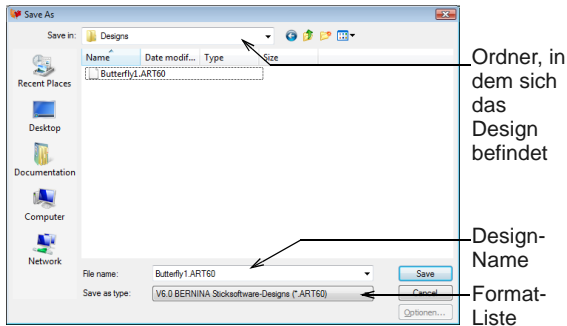 Save As
Save in:
Designs
Name
Date modif...
Type
Size
Butterfly1.ART60
Recent Places
Desktop
Documentation
Computer
Network
File name:
Butterfly1.ART60
Save
Save as type:
V6.0 BERNINA Sticksoftware-Designs (*.ART60)
Cancel
Optionen...
Ordner, in
dem sich
das
Design
befindet
Design-
Name
Format-
Liste